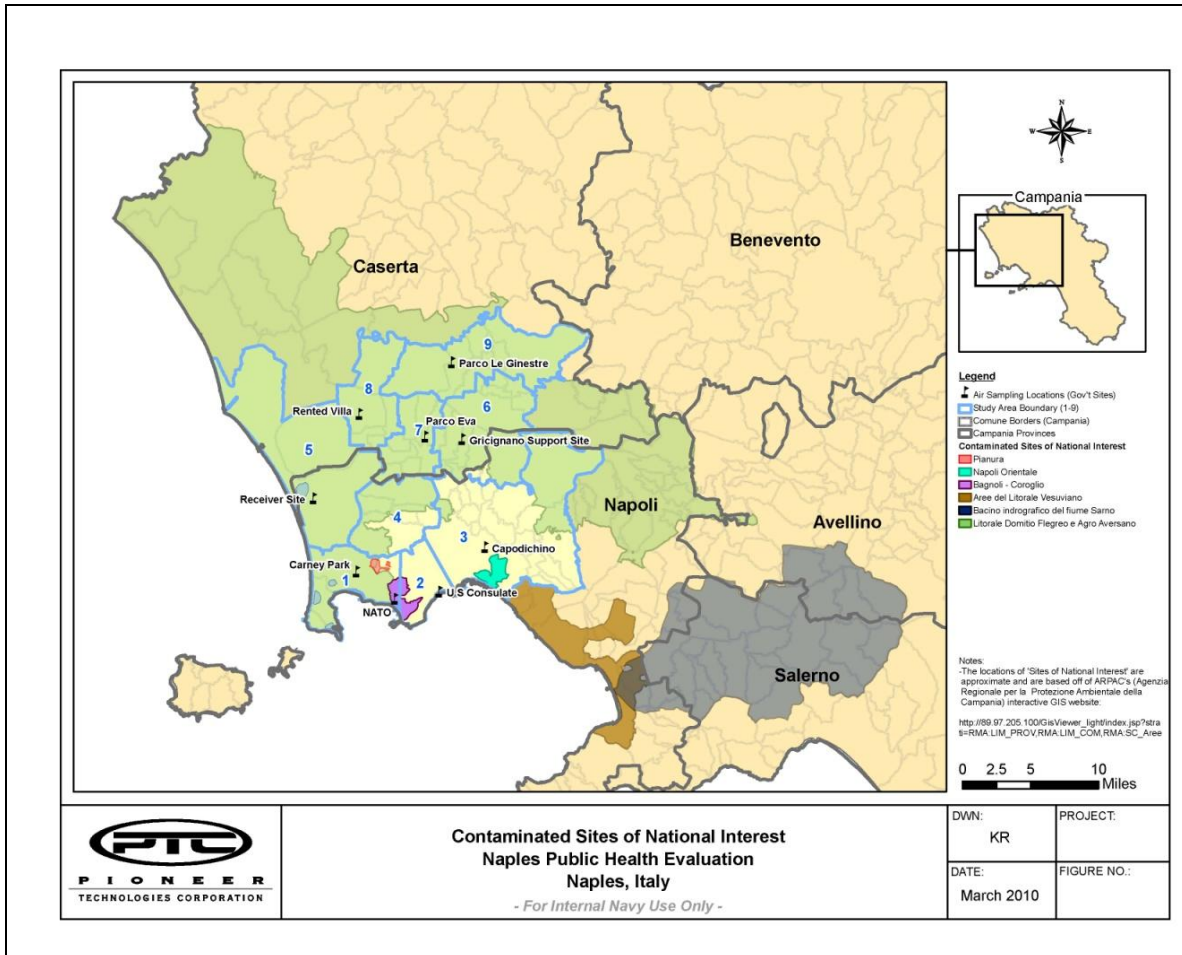 Caserta
Benevento
9
Parco Le Ginestre
8
Rented Villa
6
Parco Eva
7
Gricignano Support Site
5
Receiver Site
Napoli
4
3
Avellino
Capodichino
Carney Park
1
2
U S Consulate
NATO
Salerno
N
W
E
S
Campania
Legend
Air Sampling Locations (Gov't Sites)
Study Area Boundary (1-9)
Comune Borders (Campania)
Campania Provinces
Contaminated Sites of National Interest
Pianura
Napoli Orientale
Bagnoli - Coroglio
Aree del Litorale Vesuviano
Bacino indrografico del fiume Sarno
Litorale Domitio Flegreo e Agro Aversano
Notes:
-The locations of 'Sites of National Interest' are
approximate and are based off of ARPAC's (Agenzia
Regionale per la Protezione Ambientale della
Campania) interactive GIS website:
http://89.97.205.100/GisViewer_light/index.jsp?stra
ti=RMA:LIM_PROV,RMA:LIM_COM,RMA:SC_Aree
0 2.5 5 10
Miles
PTC
PIONEER
TECHNOLOGIES CORPORATION
Contaminated Sites of National Interest
Naples Public Health Evaluation
Naples, Italy
- For Internal Navy Use Only -
DWN:
KR
PROJECT:
DATE:
March 2010
FIGURE NO.: